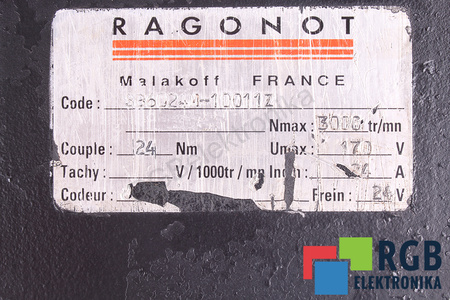 RAGONOT
Malakoff FRANCE
Code :
Nmax : 3000 tr/mn
Couple : 24 Nm Umax : 170 V
Tachy : V/1000tr/mn A
Codeur : Frein : 24 V
RGB
ELEKTRONIKA